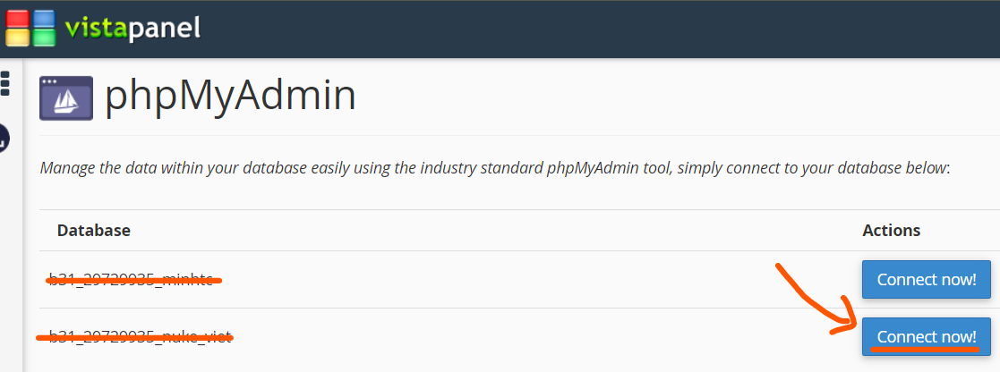 vistapanel
phpMyAdmin
Manage the data within your database easily using the industry standard phpMyAdmin tool, simply connect to your database below:
Database Actions
b31_29729935_minhtc Connect now!
b31_29729935_nuke_viet Connect now!